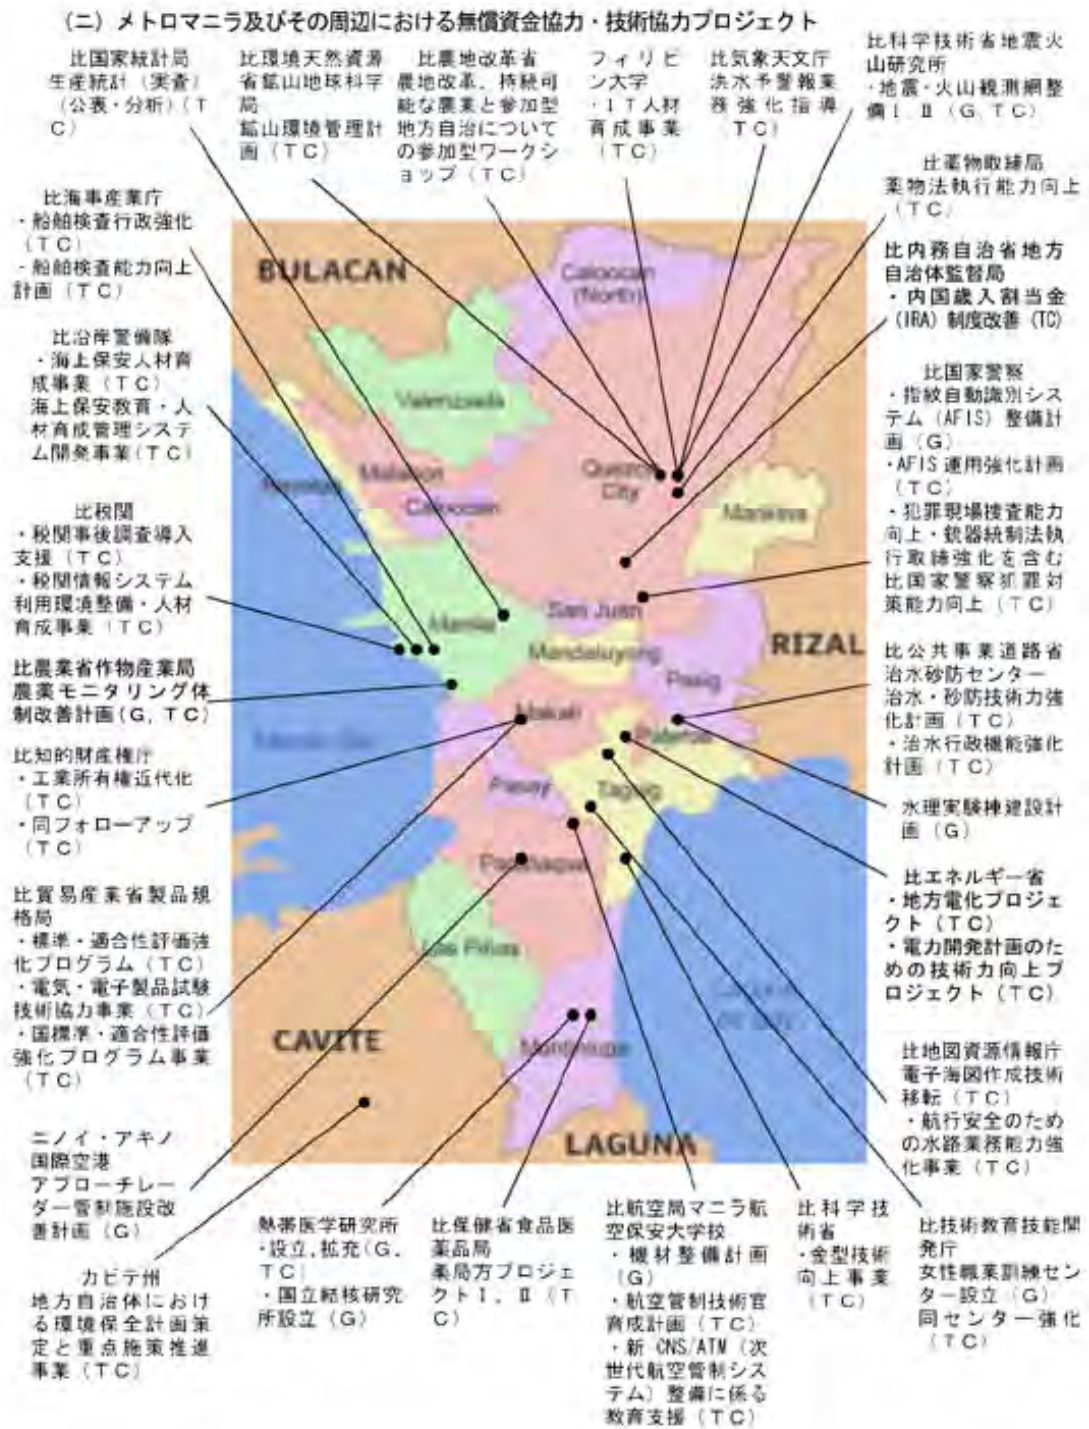 (ニ) メトロマニラ及びその周辺における無償資金協力・技術協力プロジェクト
比国家統計局
生産統計（実査）
（公表・分析）（T
C）
比環境天然資源
省鉱山地球科学
局
鉱山環境管理計
画（TC）
比農地改革省
農地改革、持続可
能な農業と参加型
地方自治について
の参加型ワークシ
ョップ（TC）
フィリピ
ン大学
・IT人材
育成事業
（TC）
比気象天文庁
洪水予警報業
務強化指導
（TC）
比科学技術省地震火
山研究所
・地震・火山観測網整
備Ⅰ、Ⅱ（G、TC）
比薬物取締局
薬物法執行能力向上
（TC）
比内務自治省地方
自治体監督局
・内国歳入割当金
(IRA) 制度改善 (TC)
比国家警察
・指紋自動識別シス
テム（AFIS）整備計
画（G）
・AFIS 運用強化計画
（TC）
・犯罪現場捜査能力
向上・銃器統制法執
行取締強化を含む
比国家警察犯罪対
策能力向上（TC）
比公共事業道路省
治水砂防センター
治水・砂防技術力強
化計画（TC）
・治水行政機能強化
計画（TC）
水理実験棟建設計
画（G）
比エネルギー省
・地方電化プロジェ
クト（TC）
・電力開発計画のた
めの技術力向上プ
ロジェクト（TC）
比地図資源情報庁
電子海図作成技術
移転（TC）
・航行安全のため
の水路業務能力強
化事業（TC）
比海事産業庁
・船舶検査行政強化
（TC）
・船舶検査能力向上
計画（TC）
比沿岸警備隊
・海上保安人材育
成事業（TC）
海上保安教育・人
材育成管理システ
ム開発事業（TC）
比税関
・税関事後調査導入
支援（TC）
・税関情報システム
利用環境整備・人材
育成事業（TC）
比農業省作物産業局
農薬モニタリング体
制改善計画(G, TC)
比知的財産権庁
・工業所有権近代化
（TC）
・同フォローアップ
（TC）
比貿易産業省製品規
格局
・標準・適合性評価強
化プログラム（TC）
・電気・電子製品試験
技術協力事業（TC）
・国標準・適合性評価
強化プログラム事業
（TC）
ニノイ・アキノ
国際空港
アプローチレー
ダー管制施設改
善計画（G）
カビテ州
地方自治体におけ
る環境保全計画策
定と重点施策推進
事業（TC）
熱帯医学研究所
・設立、拡充（G、
TC）
・国立結核研究
所設立（G）
比保健省食品医
薬品局
薬局方プロジェ
クトⅠ、Ⅱ（T
C）
比航空局マニラ航
空保安大学校
・機材整備計画
（G）
・航空管制技術官
育成計画（TC）
・新 CNS/ATM（次
世代航空管制シス
テム）整備に係る
教育支援（TC）
比科学技
術省
・金型技術
向上事業
（TC）
比技術教育技能開
発庁
女性職業訓練セン
ター設立（G）
同センター強化
（TC）
BULACAN
Caloocan
(North)
Valenzuela
Malabon
Navotas
Caloocan
Quezon
City
Marikina
Manila
San Juan
Mandaluyong
RIZAL
Pasig
Makati
Pateros
Pasay
Taguig
Parañaque
Las Piñas
Muntinlupa
CAVITE
LAGUNA